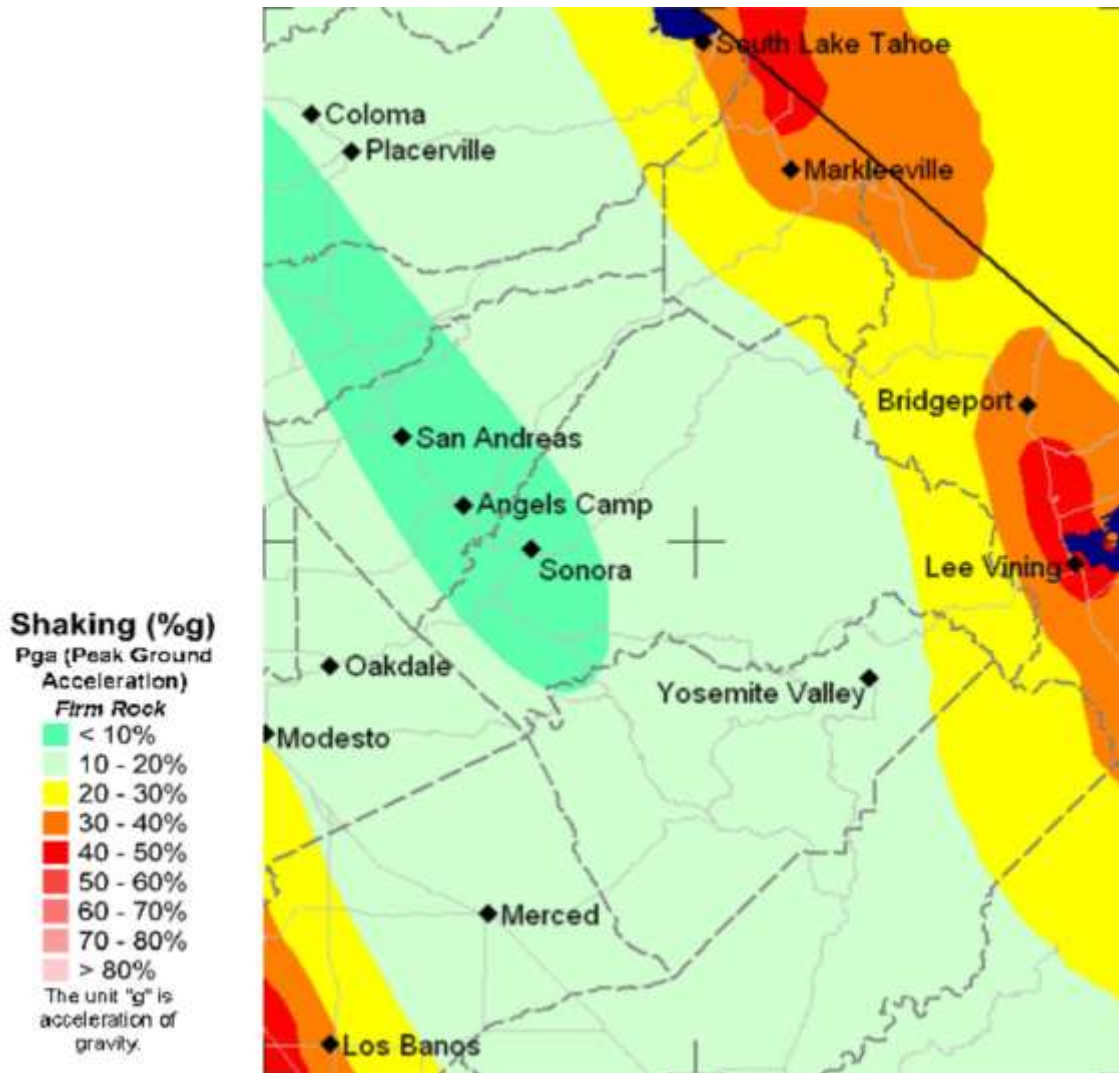 South Lake Tahoe
Coloma
Placerville
Markleeville
Bridgeport
San Andreas
Angels Camp
Sonora
Lee Vining
Oakdale
Yosemite Valley
Modesto
Merced
Los Banos
Shaking (%g)
Pga (Peak Ground
Acceleration)
Firm Rock
< 10%
10 - 20%
20 - 30%
30 - 40%
40 - 50%
50 - 60%
60 - 70%
70 - 80%
> 80%
The unit "g" is
acceleration of
gravity.